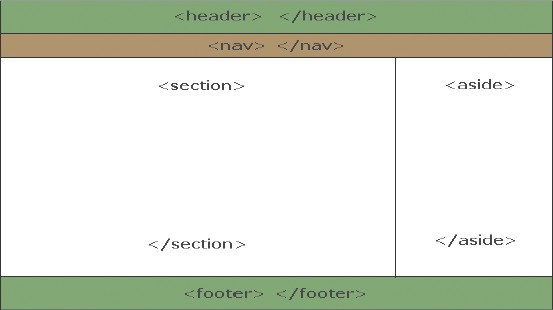 <header> </header>
<nav> </nav>
<section>
<aside>
</section>
</aside>
<footer> </footer>